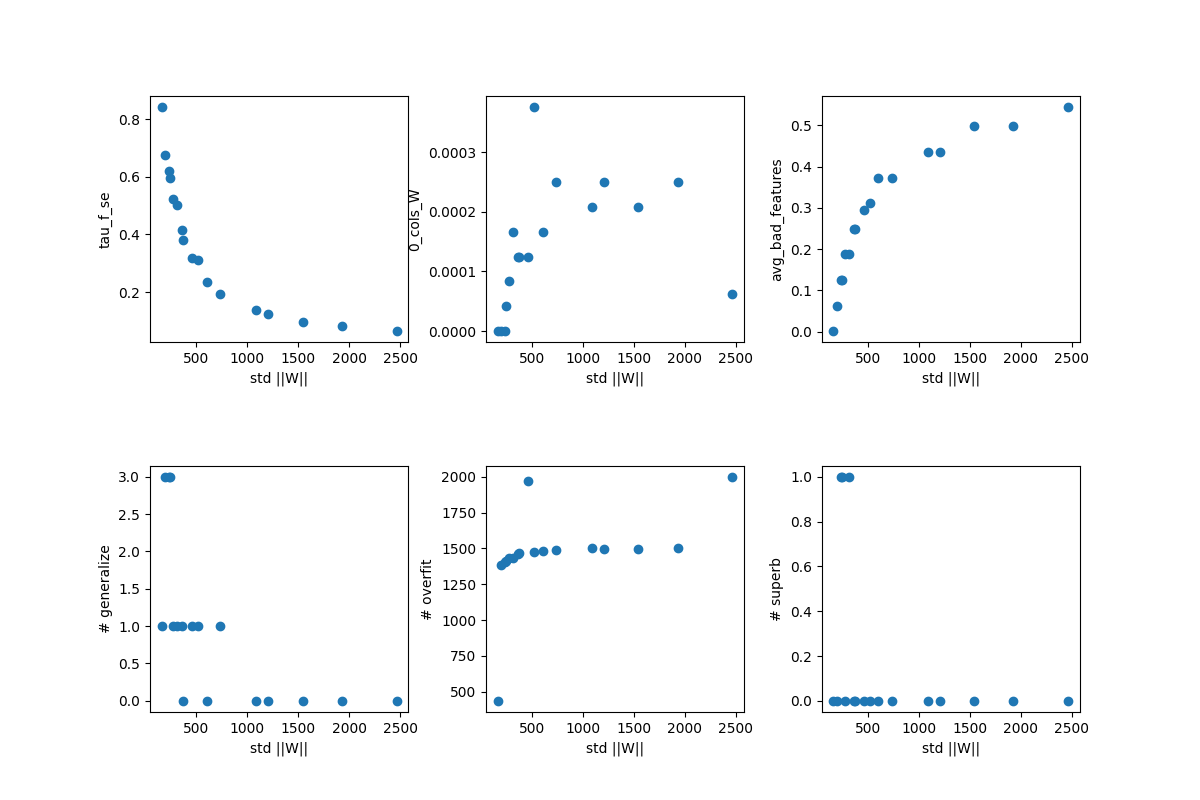 0.8
0.6
0.4
0.2
tau_f_se
500 1000 1500 2000 2500
std ||W||
0.0003
0.0002
0.0001
0.0000
0_cols_W
500 1000 1500 2000 2500
std ||W||
0.5
0.4
0.3
0.2
0.1
0.0
avg_bad_features
500 1000 1500 2000 2500
std ||W||
3.0
2.5
2.0
1.5
1.0
0.5
0.0
# generalize
500 1000 1500 2000 2500
std ||W||
2000
1750
1500
1250
1000
750
500
# overfit
500 1000 1500 2000 2500
std ||W||
1.0
0.8
0.6
0.4
0.2
0.0
# superb
500 1000 1500 2000 2500
std ||W||